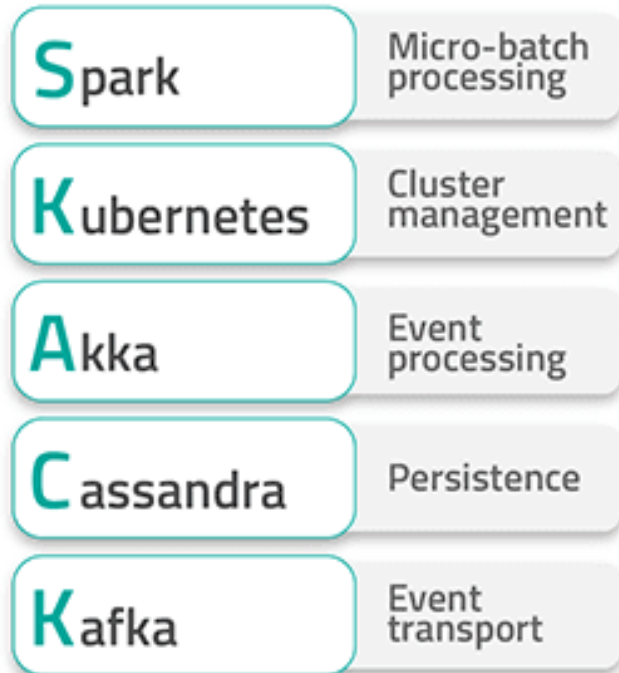 Spark
Micro-batch
processing
Kubernetes
Cluster
management
Akka
Event
processing
Cassandra
Persistence
Kafka
Event
transport